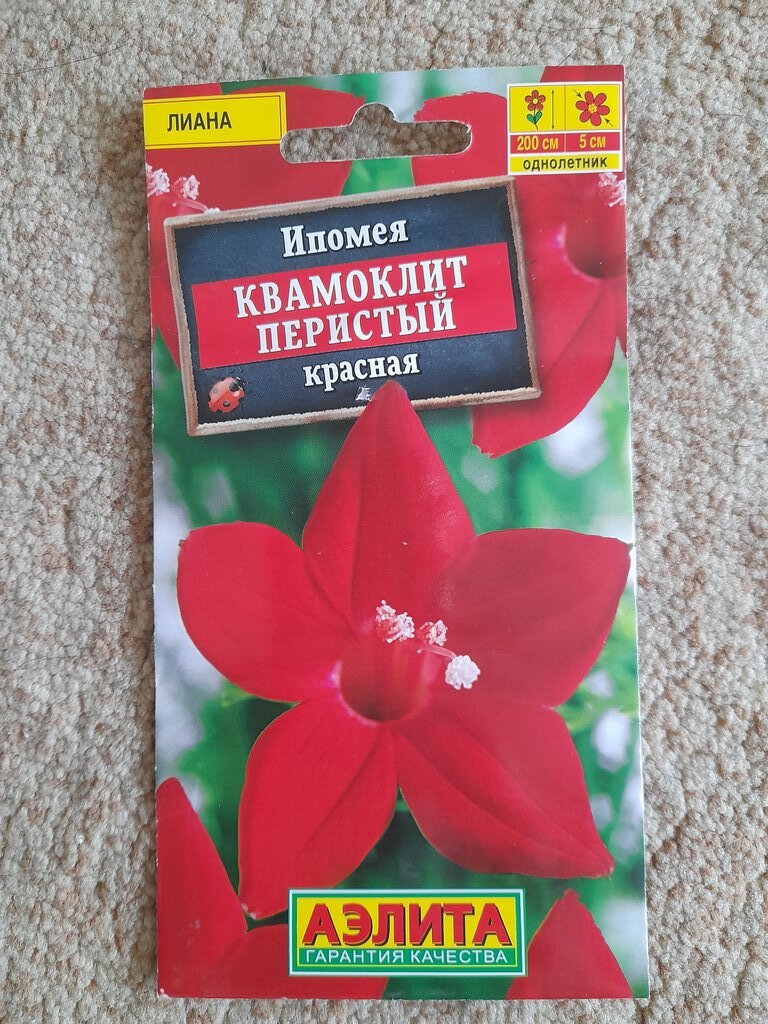 ЛИАНА
200 см 5 см
однолетник
Ипомея
КВАМОКЛИТ
ПЕРИСТЫЙ
красная
АЭЛИТА
ГАРАНТИЯ КАЧЕСТВА